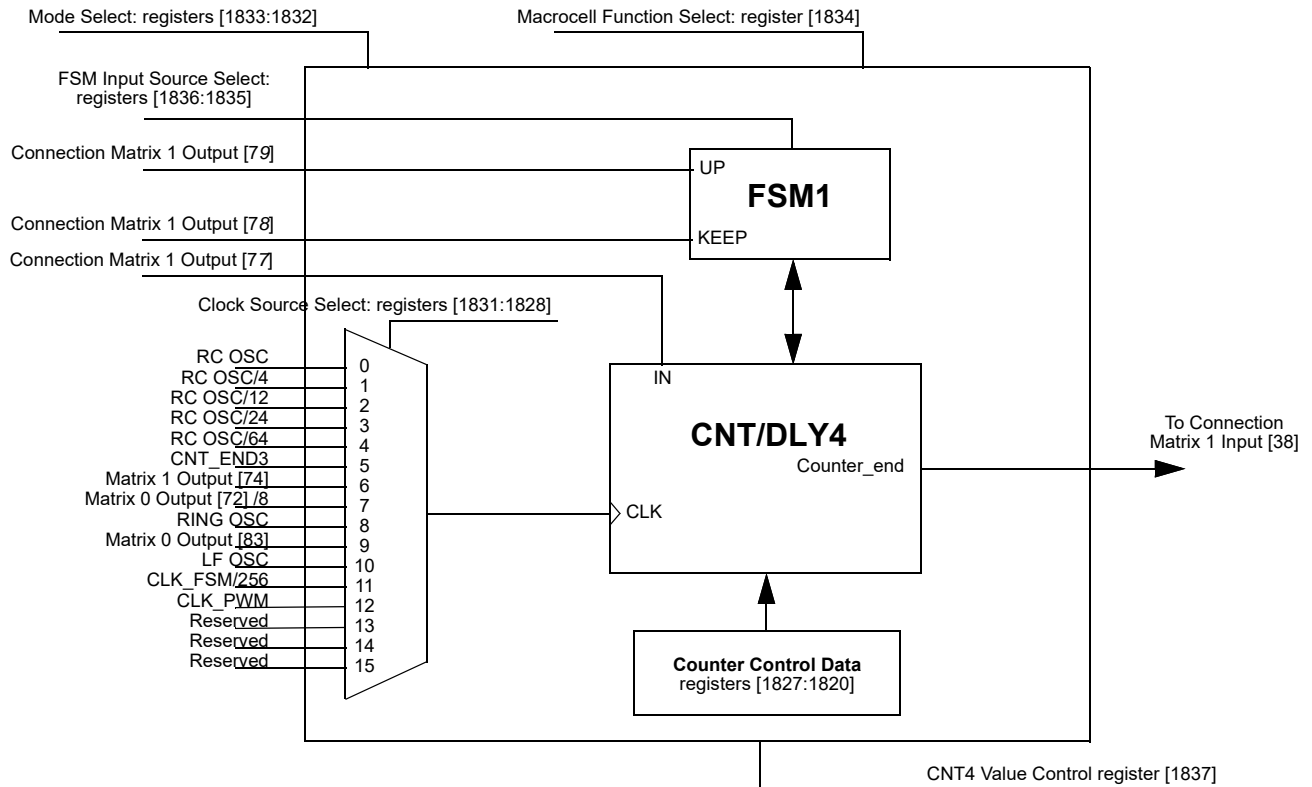 Mode Select: registers [1833:1832]
Macrocell Function Select: register [1834]
FSM Input Source Select:
registers [1836:1835]
Connection Matrix 1 Output [79]
UP
FSM1
Connection Matrix 1 Output [78]
KEEP
Connection Matrix 1 Output [77]
Clock Source Select: registers [1831:1828]
RC OSC 0
RC OSC/4 1
RC OSC/12 2
RC OSC/24 3
RC OSC/64 4
CNT_END3 5
Matrix 1 Output [74] 6
Matrix 0 Output [72] /8 7
RING OSC 8
Matrix 0 Output [83] 9
LF OSC 10
CLK_FSM/256 11
CLK_PWM 12
Reserved 13
Reserved 14
Reserved 15
IN
CNT/DLY4
Counter_end
CLK
To Connection
Matrix 1 Input [38]
Counter Control Data
registers [1827:1820]
CNT4 Value Control register [1837]